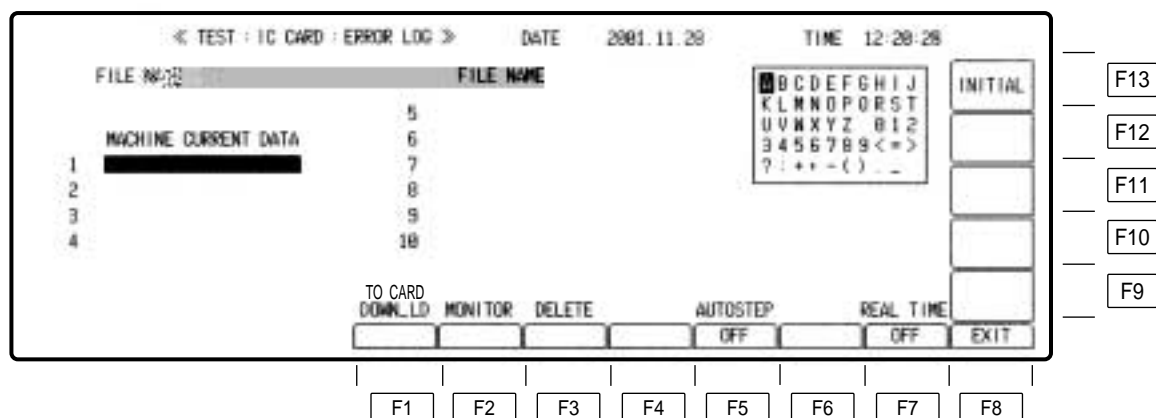 ≪ TEST : IC CARD : ERROR LOG ≫ DATE 2001.11.28 TIME 12:20:28
FILE FILE NAME
ABCDEFGHIJ
KLMNOPQRST
UVWXYZ 012
3456789<=>
INITIAL
F13
F12
F11
F10
F9
MACHINE CURRENT DATA
1
2
3
4
5
6
7
8
9
10
TO CARD
DOWN_LD MONITOR DELETE AUTOSTEP REAL TIME
OFF OFF EXIT
F1 F2 F3 F4 F5 F6 F7 F8